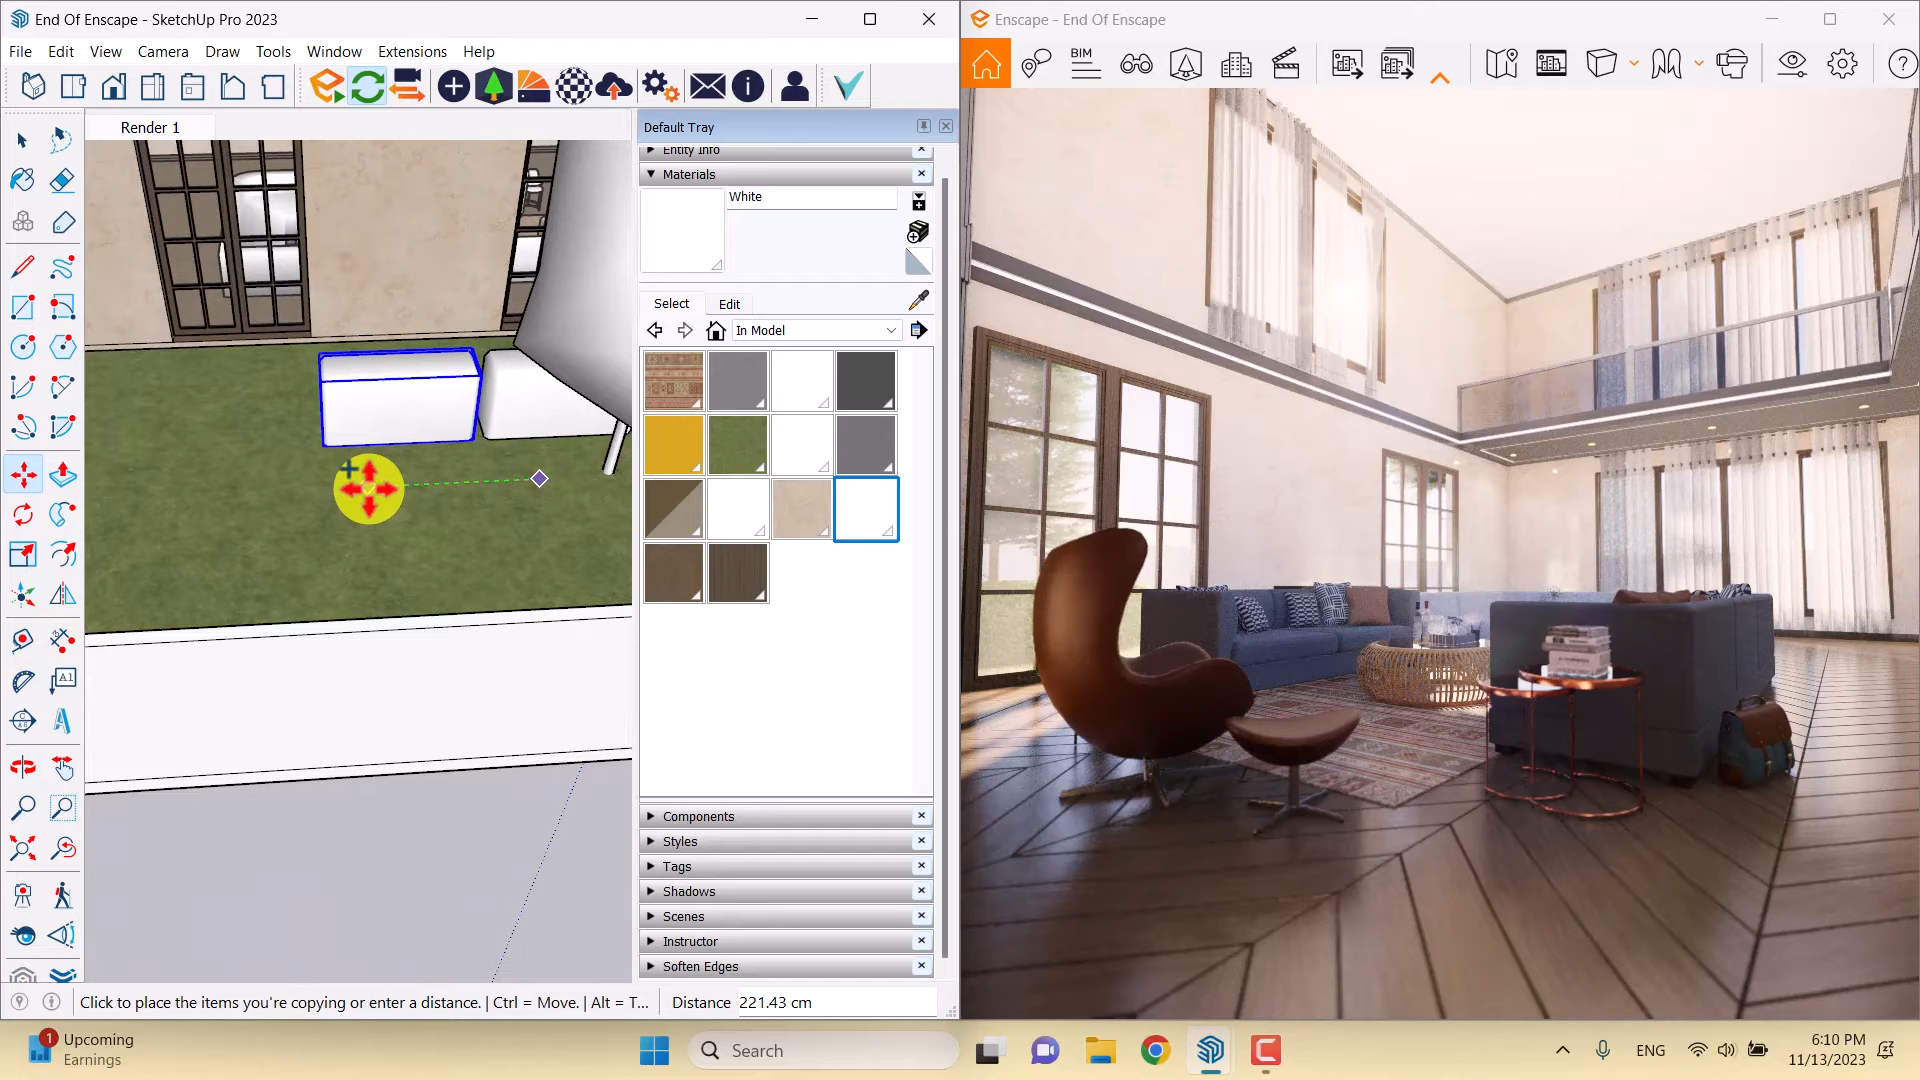 End Of Enscape - SketchUp Pro 2023
File Edit View Camera Draw Tools Window Extensions Help
Render 1
Default Tray
Entity Info
Materials
White
Select Edit
In Model
Components
Styles
Tags
Shadows
Scenes
Instructor
Soften Edges
Click to place the items you're copying or enter a distance. | Ctrl = Move. | Alt = T... Distance 221.43 cm
Enscape - End Of Enscape
BIM
1
Upcoming
Earnings
Search
ENG
6:10 PM
11/13/2023